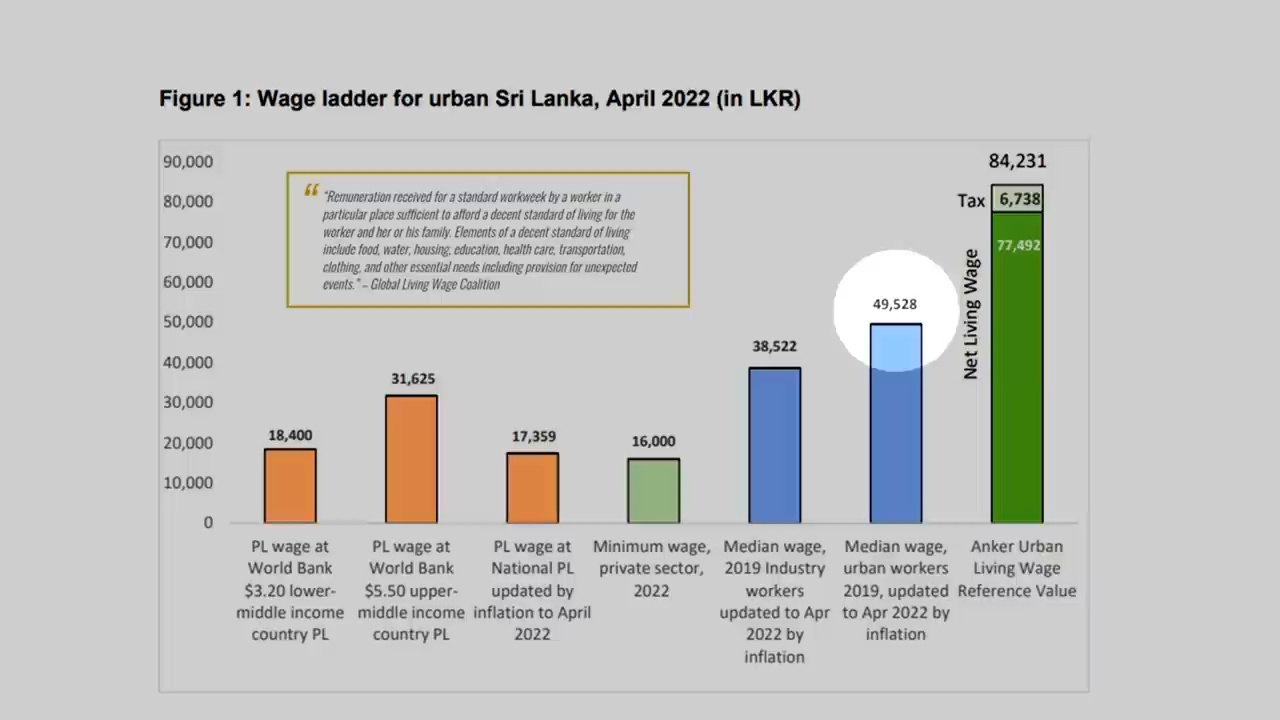 Figure 1: Wage ladder for urban Sri Lanka, April 2022 (in LKR)
90,000
80,000
70,000
60,000
50,000
40,000
30,000
20,000
10,000
0
“ “Remuneration received for a standard workweek by a worker in a
particular place sufficient to afford a decent standard of living for the
worker and her or his family. Elements of a decent standard of living
include food, water, housing, education, health care, transportation,
clothing, and other essential needs including provision for unexpected
events.” – Global Living Wage Coalition
18,400
31,625
17,359
16,000
38,522
49,528
84,231
Tax
6,738
77,492
Net Living Wage
PL wage at
World Bank
$3.20 lower-
middle income
country PL
PL wage at
World Bank
$5.50 upper-
middle income
country PL
PL wage at
National PL
updated by
inflation to April
2022
Minimum wage,
private sector,
2022
Median wage,
2019 Industry
workers
updated to Apr
2022 by
inflation
Median wage,
urban workers
2019, updated
to Apr 2022 by
inflation
Anker Urban
Living Wage
Reference Value